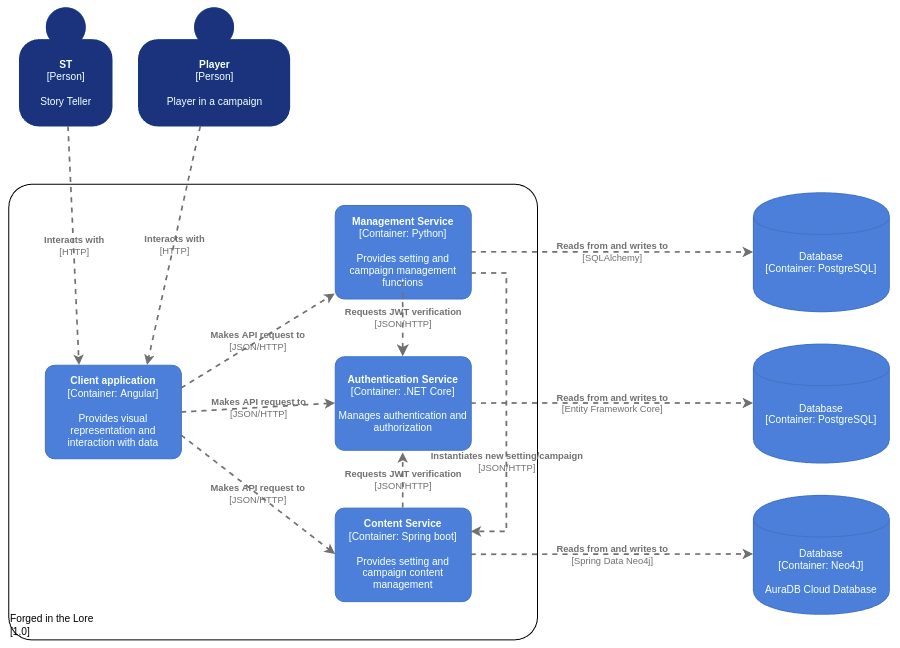 ST
[Person]
Story Teller
Player
[Person]
Player in a campaign
Interacts with
[HTTP]
Interacts with
[HTTP]
Management Service
[Container: Python]
Provides setting and
campaign management
functions
Reads from and writes to
[SQLAlchemy]
Database
[Container: PostgreSQL]
Makes API request to
[JSON/HTTP]
Requests JWT verification
[JSON/HTTP]
Client application
[Container: Angular]
Provides visual
representation and
interaction with data
Makes API request to
[JSON/HTTP]
Authentication Service
[Container: .NET Core]
Manages authentication and
authorization
Reads from and writes to
[Entity Framework Core]
Database
[Container: PostgreSQL]
Instantiates new setting/campaign
[JSON/HTTP]
Makes API request to
[JSON/HTTP]
Requests JWT verification
[JSON/HTTP]
Content Service
[Container: Spring boot]
Provides setting and
campaign content
management
Reads from and writes to
[Spring Data Neo4j]
Database
[Container: Neo4J]
AuraDB Cloud Database
Forged in the Lore
[1.0]